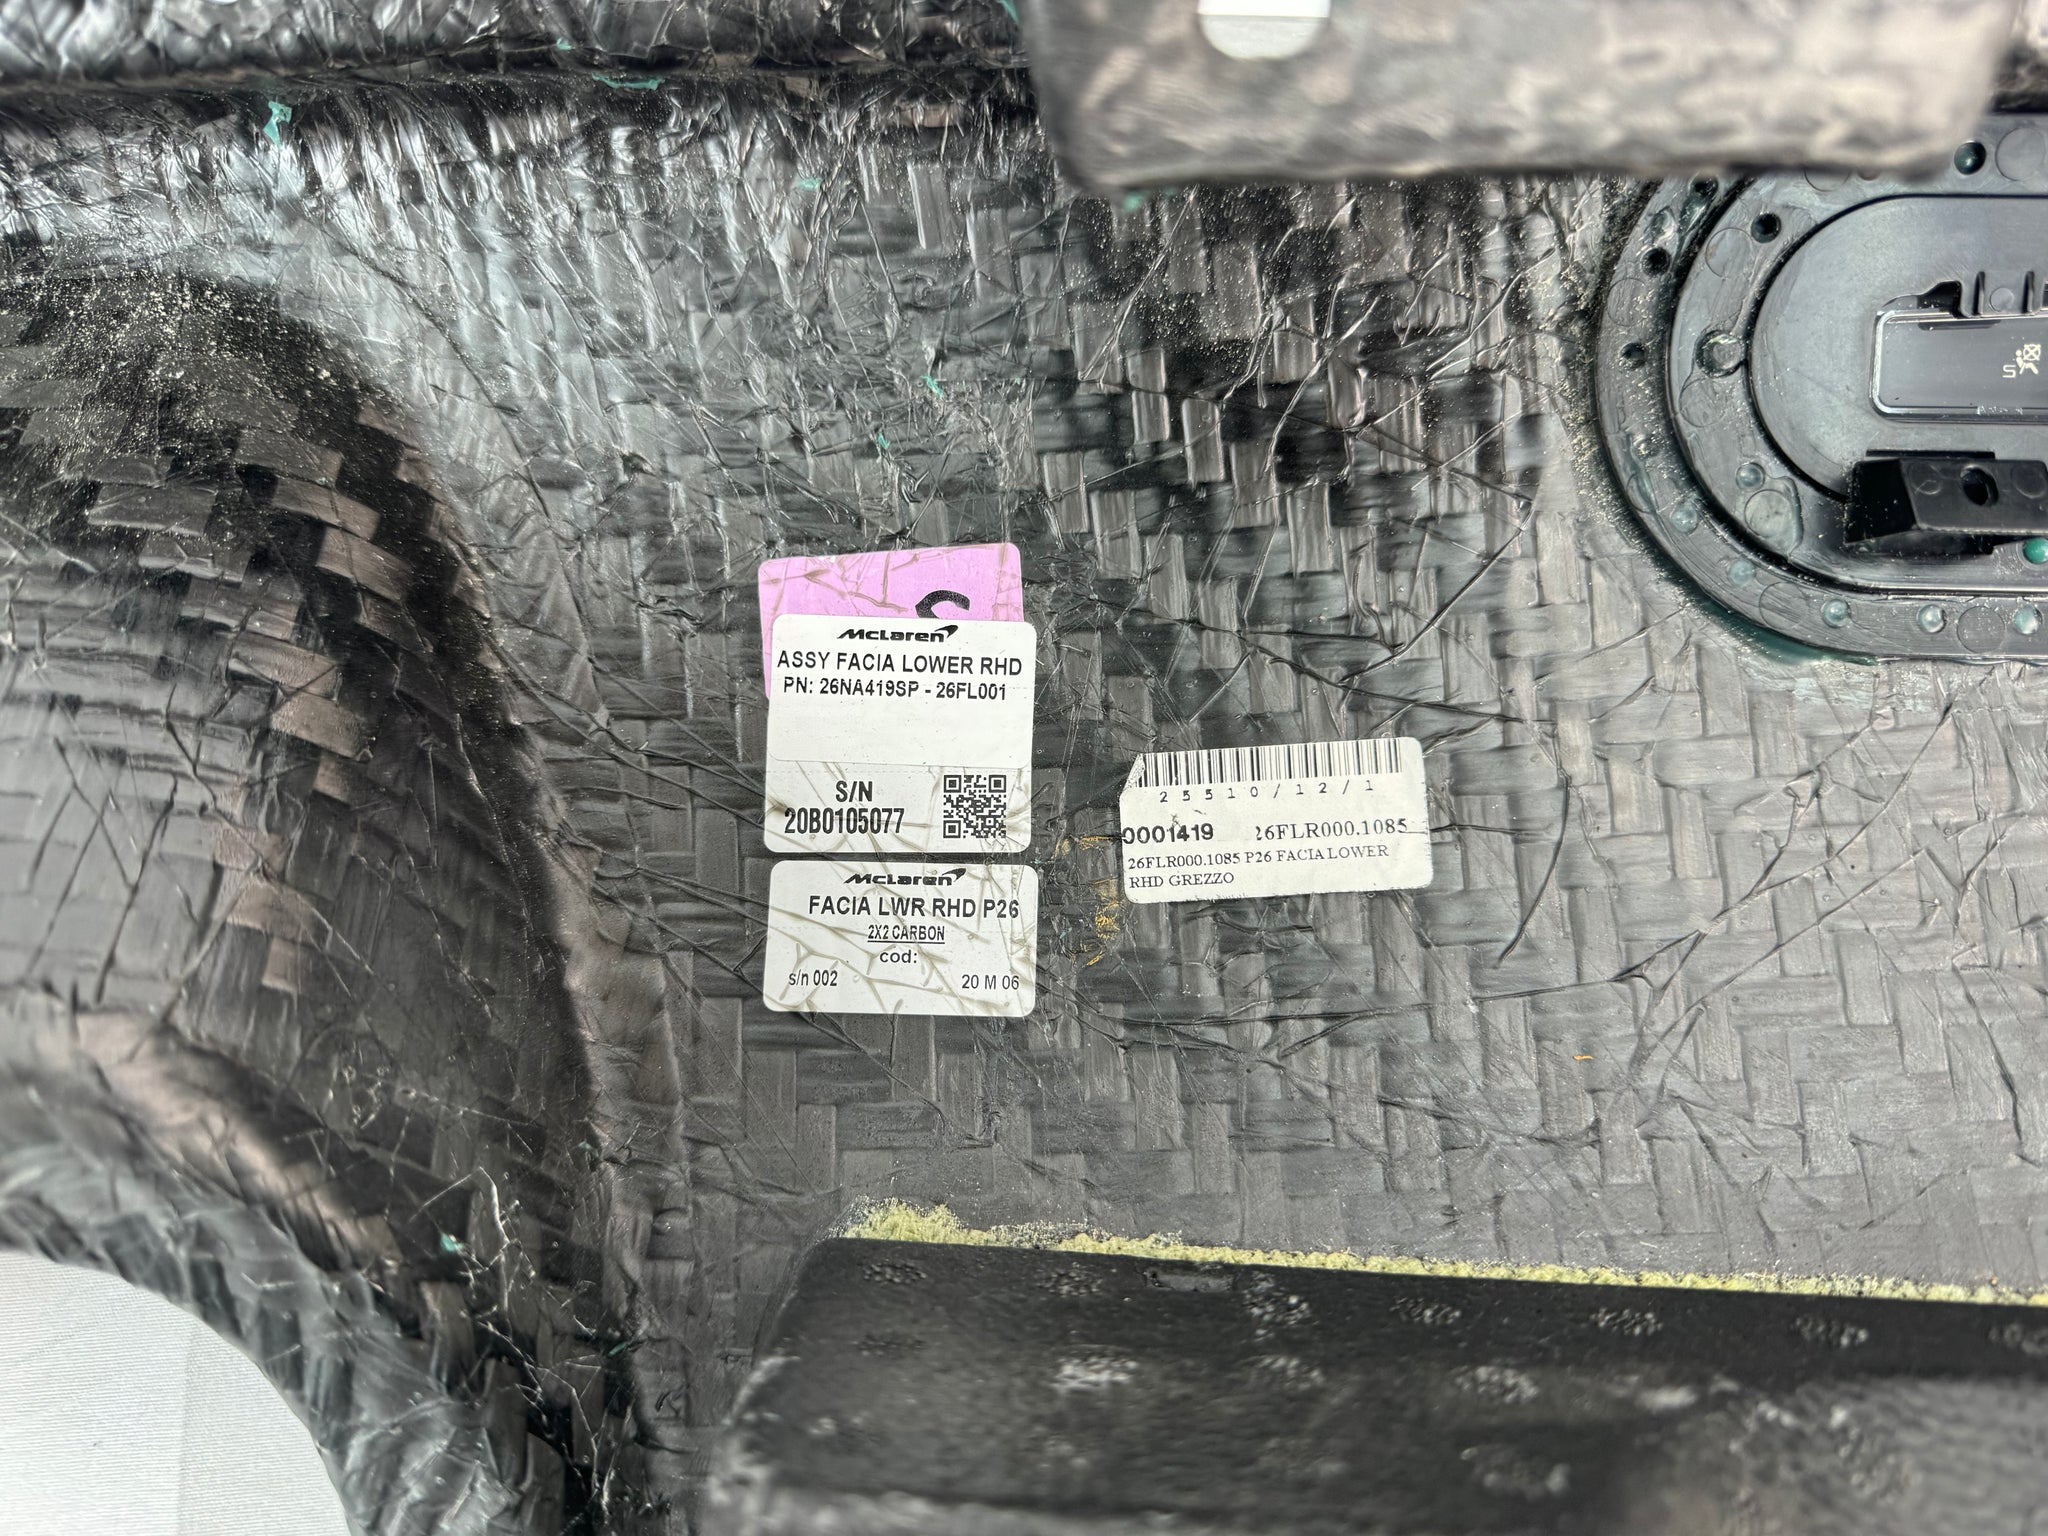 S
McLaren
ASSY FACIA LOWER RHD
PN: 26NA419SP - 26FL001
S/N
20B0105077
McLaren
FACIA LWR RHD P26
2X2 CARBON
cod:
s/n 002 20 M 06
25510/12/1
0001419 26FLR000.1085
26FLR000.1085 P26 FACIA LOWER
RHD GREZZO